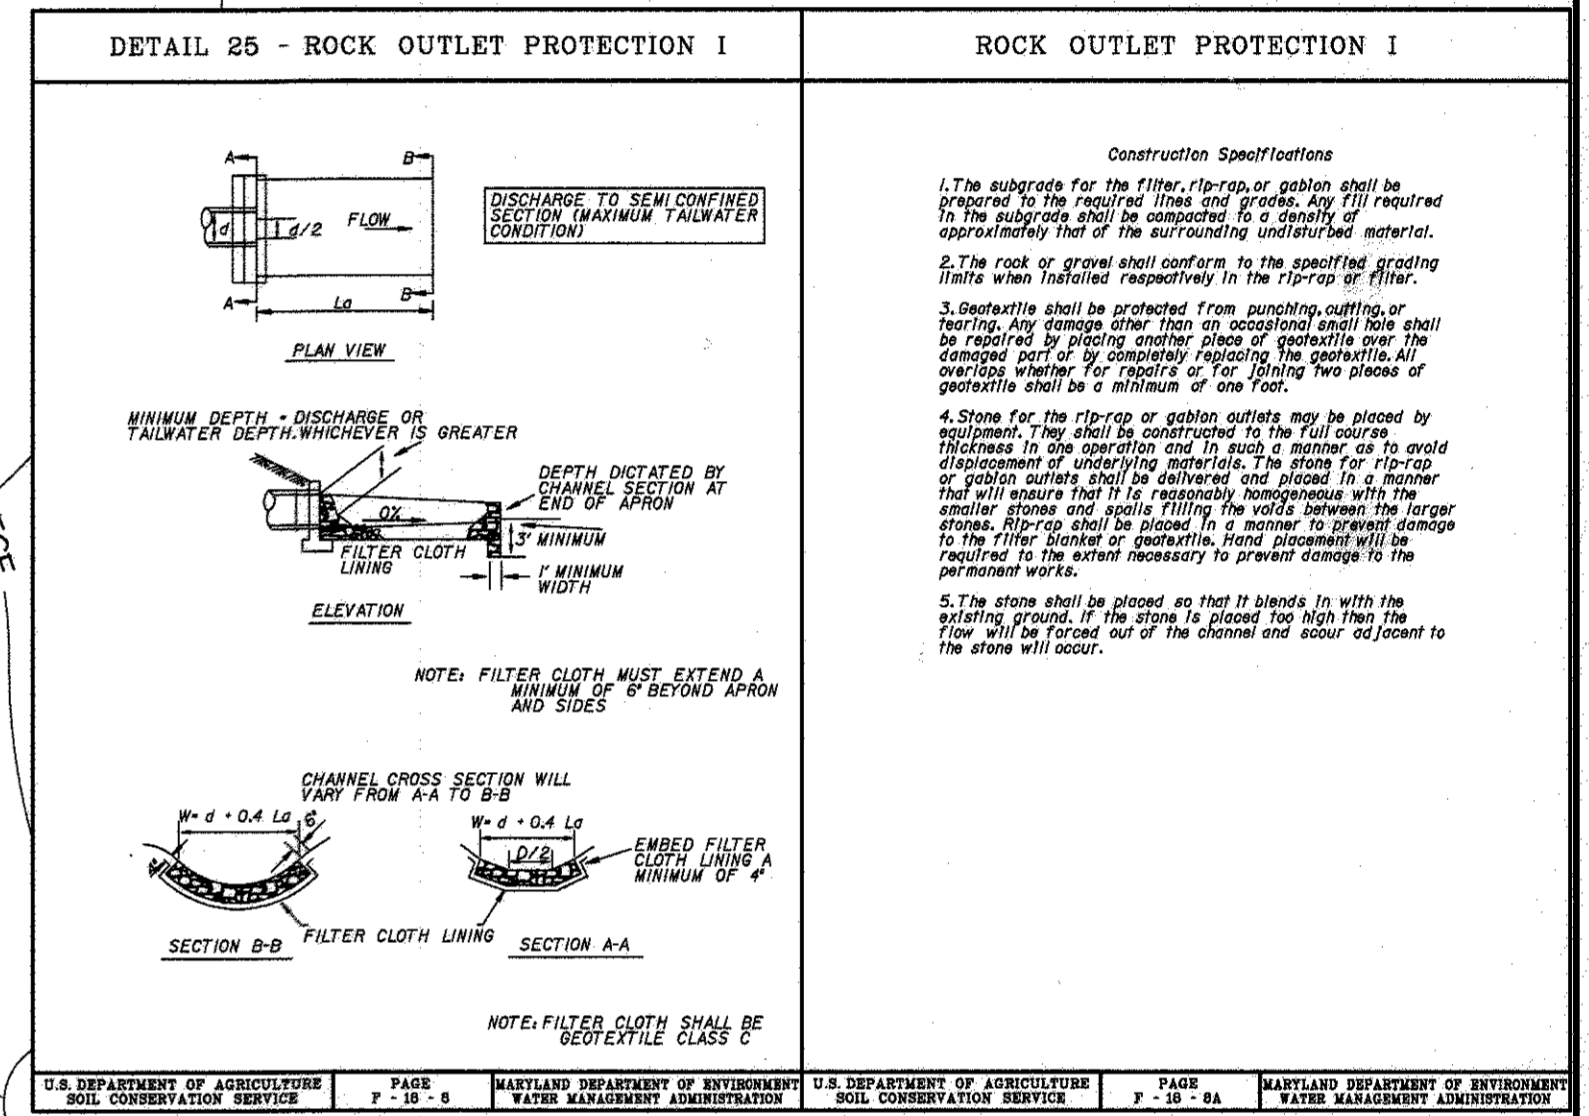 DETAIL 25 - ROCK OUTLET PROTECTION I
A
B
d
d/2
FLOW
DISCHARGE TO SEMI CONFINED
SECTION (MAXIMUM TAILWATER
CONDITION)
A
B
La
PLAN VIEW
MINIMUM DEPTH = DISCHARGE OR
TAILWATER DEPTH.WHICHEVER IS GREATER
DEPTH DICTATED BY
CHANNEL SECTION AT
END OF APRON
0%
3' MINIMUM
FILTER CLOTH
LINING
1' MINIMUM
WIDTH
ELEVATION
NOTE: FILTER CLOTH MUST EXTEND A
MINIMUM OF 6" BEYOND APRON
AND SIDES
CHANNEL CROSS SECTION WILL
VARY FROM A-A TO B-B
W= d + 0.4 La
6"
4"
W= d + 0.4 La
D/2
EMBED FILTER
CLOTH LINING A
MINIMUM OF 4"
FILTER CLOTH LINING
SECTION B-B
SECTION A-A
NOTE: FILTER CLOTH SHALL BE
GEOTEXTILE CLASS C
U.S. DEPARTMENT OF AGRICULTURE
SOIL CONSERVATION SERVICE
PAGE
F - 18 - 8
MARYLAND DEPARTMENT OF ENVIRONMENT
WATER MANAGEMENT ADMINISTRATION
ROCK OUTLET PROTECTION I
Construction Specifications
1. The subgrade for the filter, rip-rap, or gabion shall be
prepared to the required lines and grades. Any fill required
in the subgrade shall be compacted to a density of
approximately that of the surrounding undisturbed material.
2. The rock or gravel shall conform to the specified grading
limits when installed respectively in the rip-rap or filter.
3. Geotextile shall be protected from punching, cutting, or
tearing. Any damage other than an occasional small hole shall
be repaired by placing another piece of geotextile over the
damaged part or by completely replacing the geotextile. All
overlaps whether for repairs or for joining two pieces of
geotextile shall be a minimum of one foot.
4. Stone for the rip-rap or gabion outlets may be placed by
equipment. They shall be constructed to the full course
thickness in one operation and in such a manner as to avoid
displacement of underlying materials. The stone for rip-rap
or gabion outlets shall be delivered and placed in a manner
that will ensure that it is reasonably homogeneous with the
smaller stones and spalls filling the voids between the larger
stones. Rip-rap shall be placed in a manner to prevent damage
to the filter blanket or geotextile. Hand placement will be
required to the extent necessary to prevent damage to the
permanent works.
5. The stone shall be placed so that it blends in with the
existing ground. If the stone is placed too high then the
flow will be forced out of the channel and scour adjacent to
the stone will occur.
U.S. DEPARTMENT OF AGRICULTURE
SOIL CONSERVATION SERVICE
PAGE
F - 18 - 8A
MARYLAND DEPARTMENT OF ENVIRONMENT
WATER MANAGEMENT ADMINISTRATION